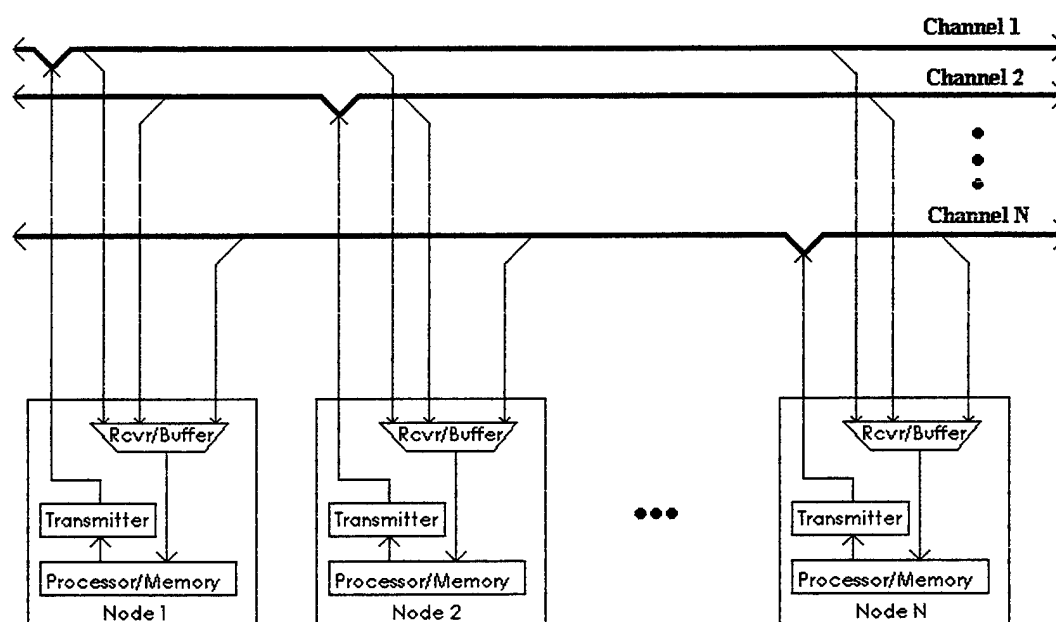 Channel 1
Channel 2
Channel N
Rcvr/Buffer
Rcvr/Buffer
Rcvr/Buffer
Transmitter
Transmitter
Transmitter
Processor/Memory
Processor/Memory
Processor/Memory
Node 1
Node 2
Node N